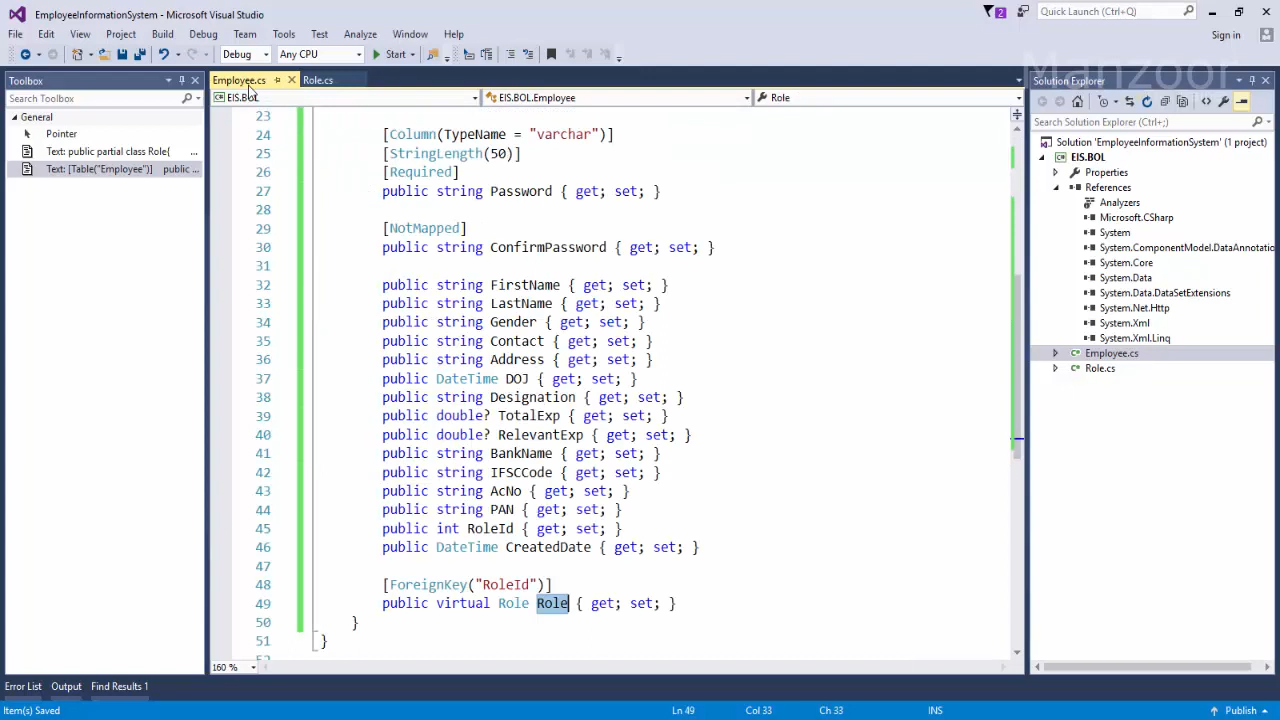 EmployeeInformationSystem - Microsoft Visual Studio
2
Quick Launch (Ctrl+Q)
File Edit View Project Build Debug Team Tools Test Analyze Window Help
Sign in
Debug
Any CPU
Start
Manzoor
Toolbox
Search Toolbox
General
Pointer
Text: public partial class Role{ ...
Text: [Table("Employee")] public ...
Employee.cs
Role.cs
EIS.BOL
EIS.BOL.Employee
Role
23
24 [Column(TypeName = "varchar")]
25 [StringLength(50)]
26 [Required]
27 public string Password { get; set; }
28
29 [NotMapped]
30 public string ConfirmPassword { get; set; }
31
32 public string FirstName { get; set; }
33 public string LastName { get; set; }
34 public string Gender { get; set; }
35 public string Contact { get; set; }
36 public string Address { get; set; }
37 public DateTime DOJ { get; set; }
38 public string Designation { get; set; }
39 public double? TotalExp { get; set; }
40 public double? RelevantExp { get; set; }
41 public string BankName { get; set; }
42 public string IFSCCode { get; set; }
43 public string AcNo { get; set; }
44 public string PAN { get; set; }
45 public int RoleId { get; set; }
46 public DateTime CreatedDate { get; set; }
47
48 [ForeignKey("RoleId")]
49 public virtual Role Role { get; set; }
50 }
51 }
160 %
Solution Explorer
Search Solution Explorer (Ctrl+;)
Solution 'EmployeeInformationSystem' (1 project)
EIS.BOL
Properties
References
Analyzers
Microsoft.CSharp
System
System.ComponentModel.DataAnnotatio
System.Core
System.Data
System.Data.DataSetExtensions
System.Net.Http
System.Xml
System.Xml.Linq
Employee.cs
Role.cs
Error List Output Find Results 1
Item(s) Saved
Ln 49
Col 33
Ch 33
INS
Publish